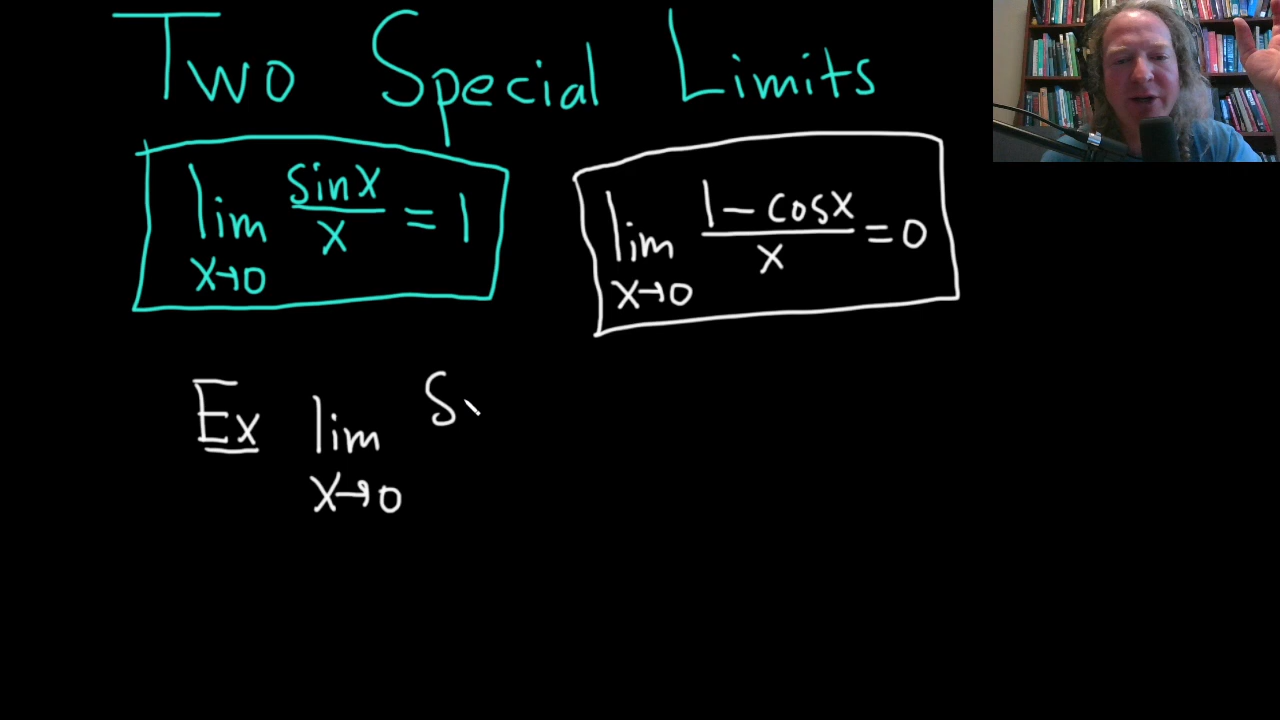 Two Special Limits
lim x→0 sinx/x = 1
lim x→0 1-cosx/x = 0
Ex lim x→0 S